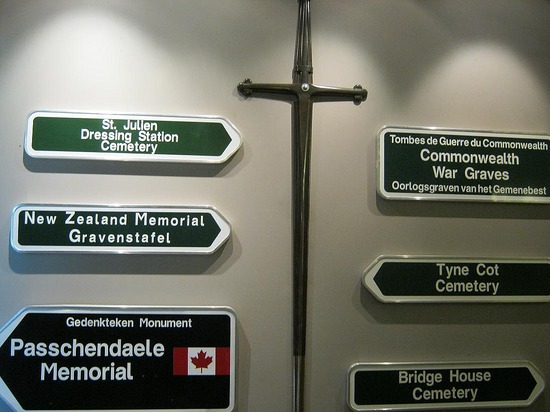 St. Julien
Dressing Station
Cemetery
New Zealand Memorial
Gravenstafel
Gedenkteken Monument
Passchendaele
Memorial
Tombes de Guerre du Commonwealth
Commonwealth
War Graves
Oorlogsgraven van het Gemenebest
Tyne Cot
Cemetery
Bridge House
Cemetery